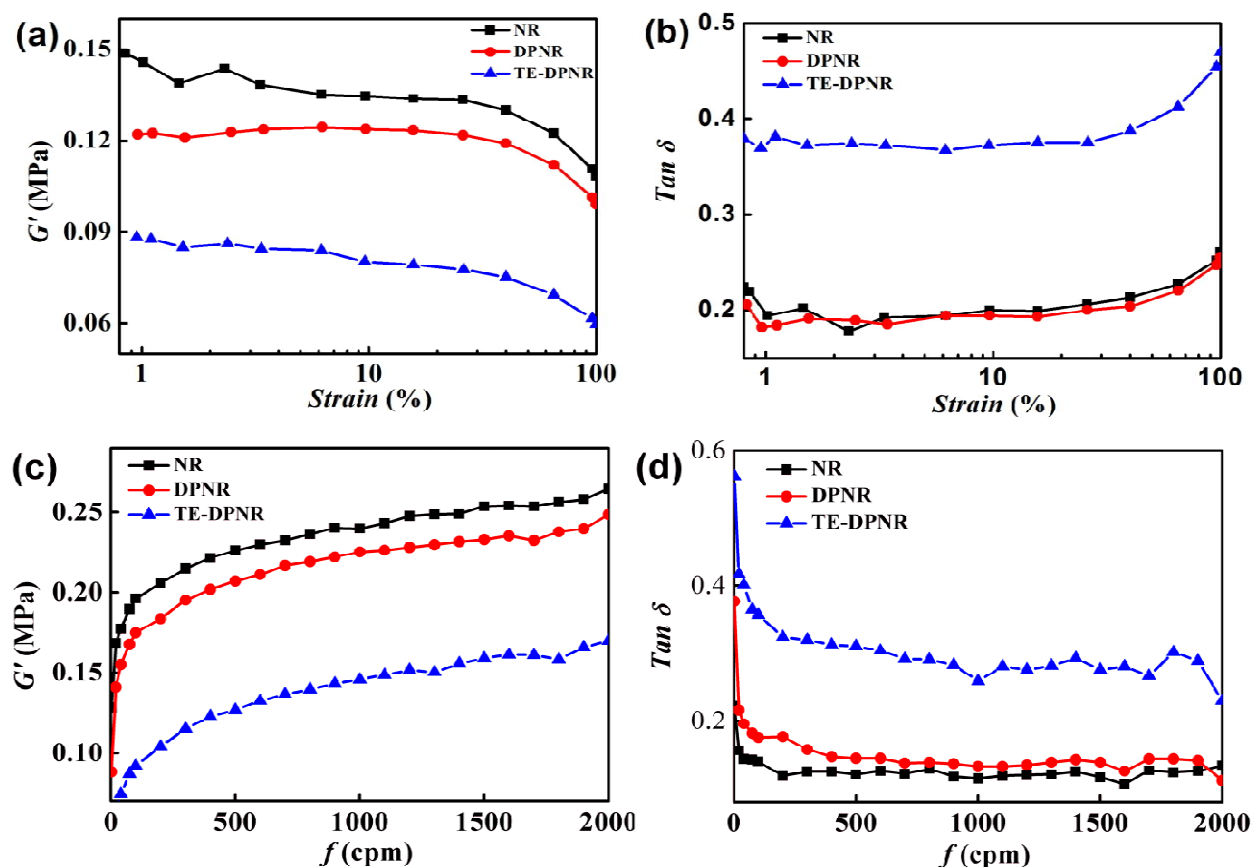 (a)
NR
DPNR
TE-DPNR
0.15
0.12
0.09
0.06
G' (MPa)
1
10
100
Strain (%)
(b)
NR
DPNR
TE-DPNR
0.5
0.4
0.3
0.2
Tan δ
1
10
100
Strain (%)
(c)
NR
DPNR
TE-DPNR
0.25
0.20
0.15
0.10
G' (MPa)
0
500
1000
1500
2000
f (cpm)
(d)
NR
DPNR
TE-DPNR
0.6
0.4
0.2
Tan δ
0
500
1000
1500
2000
f (cpm)